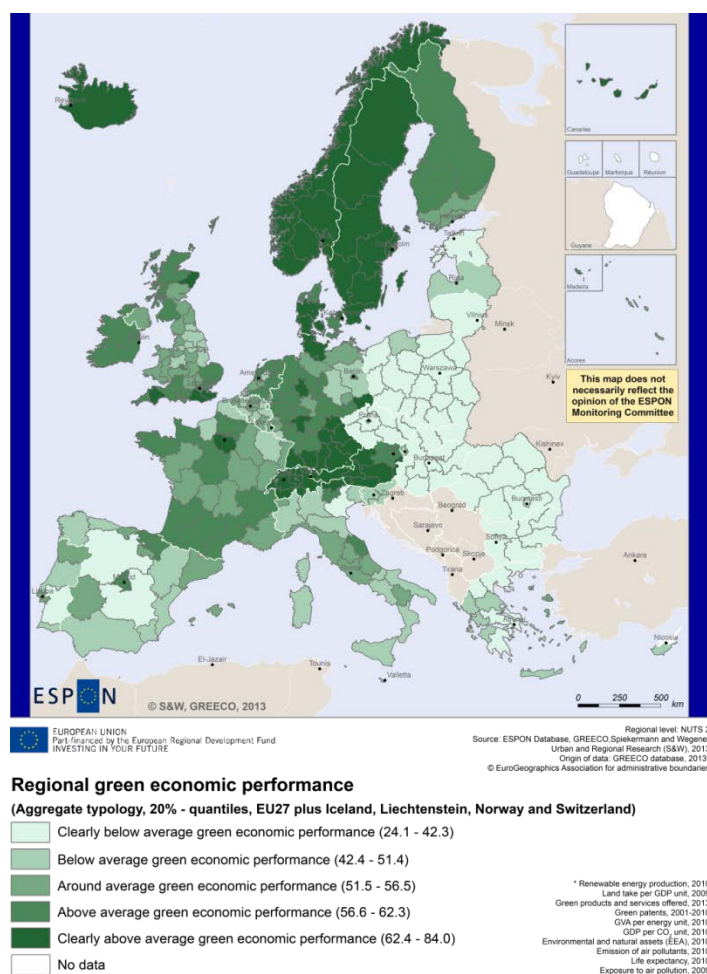 Reykjavik
Canarias
Guadeloupe Martinique Réunion
Guyane
Madeira
Acores
Oslo
Helsinki
Stockholm
Tallinn
Riga
Vilnius
Minsk
Dublin
Berlin
Warszawa
Kyiv
Praha
Budapest
Kishinev
Zagreb
Beograd
Bucuresti
Sarajevo
Sofiya
Podgorica
Skopje
Tirana
Ankara
Madrid
Lisboa
Athinai
Nicosia
El-Jazair
Tounis
Valletta
This map does not
necessarily reflect the
opinion of the ESPON
Monitoring Committee
ESPON
© S&W, GREECO, 2013
0 250 500 km
EUROPEAN UNION
Part-financed by the European Regional Development Fund
INVESTING IN YOUR FUTURE
Regional level: NUTS 2
Source: ESPON Database, GREECO,Spiekermann and Wegene
Urban and Regional Research (S&W), 2013
Origin of data: GREECO database, 2013
© EuroGeographics Association for administrative boundaries
Regional green economic performance
(Aggregate typology, 20% - quantiles, EU27 plus Iceland, Liechtenstein, Norway and Switzerland)
Clearly below average green economic performance (24.1 - 42.3)
Below average green economic performance (42.4 - 51.4)
Around average green economic performance (51.5 - 56.5)
Above average green economic performance (56.6 - 62.3)
Clearly above average green economic performance (62.4 - 84.0)
No data
* Renewable energy production, 2010
Land take per GDP unit, 2009
Green products and services offered, 2013
Green patents, 2001-2010
GVA per energy unit, 2010
GDP per CO2 unit, 2010
Environmental and natural assets (EEA), 2010
Emission of air pollutants, 2010
Life expectancy, 2010
Exposure to air pollution, 2009